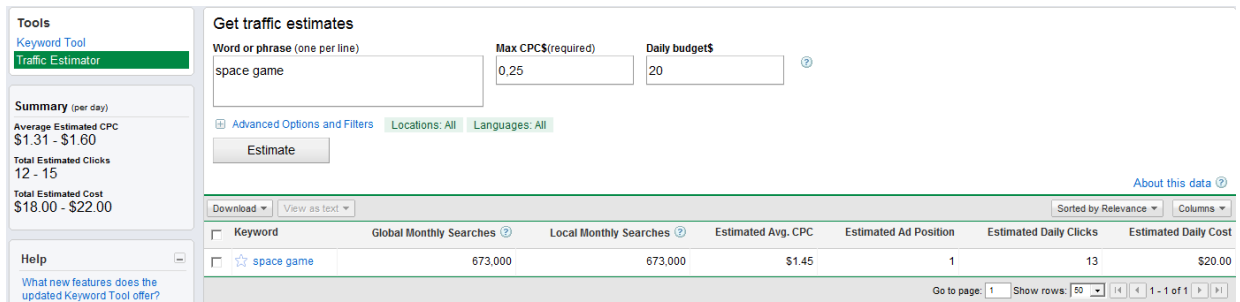 Tools
Keyword Tool
Traffic Estimator
Summary (per day)
Average Estimated CPC
$1.31 - $1.60
Total Estimated Clicks
12 - 15
Total Estimated Cost
$18.00 - $22.00
Help
What new features does the
updated Keyword Tool offer?
Get traffic estimates
Word or phrase (one per line) Max CPC$(required) Daily budget$
space game 0,25 20
Advanced Options and Filters Locations: All Languages: All
Estimate
About this data
Download View as text Sorted by Relevance Columns
Keyword Global Monthly Searches Local Monthly Searches Estimated Avg. CPC Estimated Ad Position Estimated Daily Clicks Estimated Daily Cost
space game 673,000 673,000 $1.45 1 13 $20.00
Go to page: 1 Show rows: 50 1 - 1 of 1